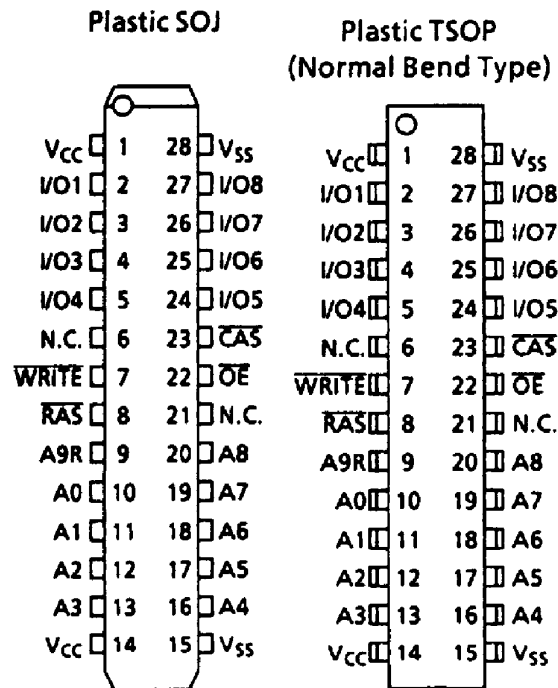 Plastic SOJ
VCC 1 28 VSS
I/O1 2 27 I/O8
I/O2 3 26 I/O7
I/O3 4 25 I/O6
I/O4 5 24 I/O5
N.C. 6 23 CAS
WRITE 7 22 OE
RAS 8 21 N.C.
A9R 9 20 A8
A0 10 19 A7
A1 11 18 A6
A2 12 17 A5
A3 13 16 A4
VCC 14 15 VSS
Plastic TSOP
(Normal Bend Type)
VCC 1 28 VSS
I/O1 2 27 I/O8
I/O2 3 26 I/O7
I/O3 4 25 I/O6
I/O4 5 24 I/O5
N.C. 6 23 CAS
WRITE 7 22 OE
RAS 8 21 N.C.
A9R 9 20 A8
A0 10 19 A7
A1 11 18 A6
A2 12 17 A5
A3 13 16 A4
VCC 14 15 VSS